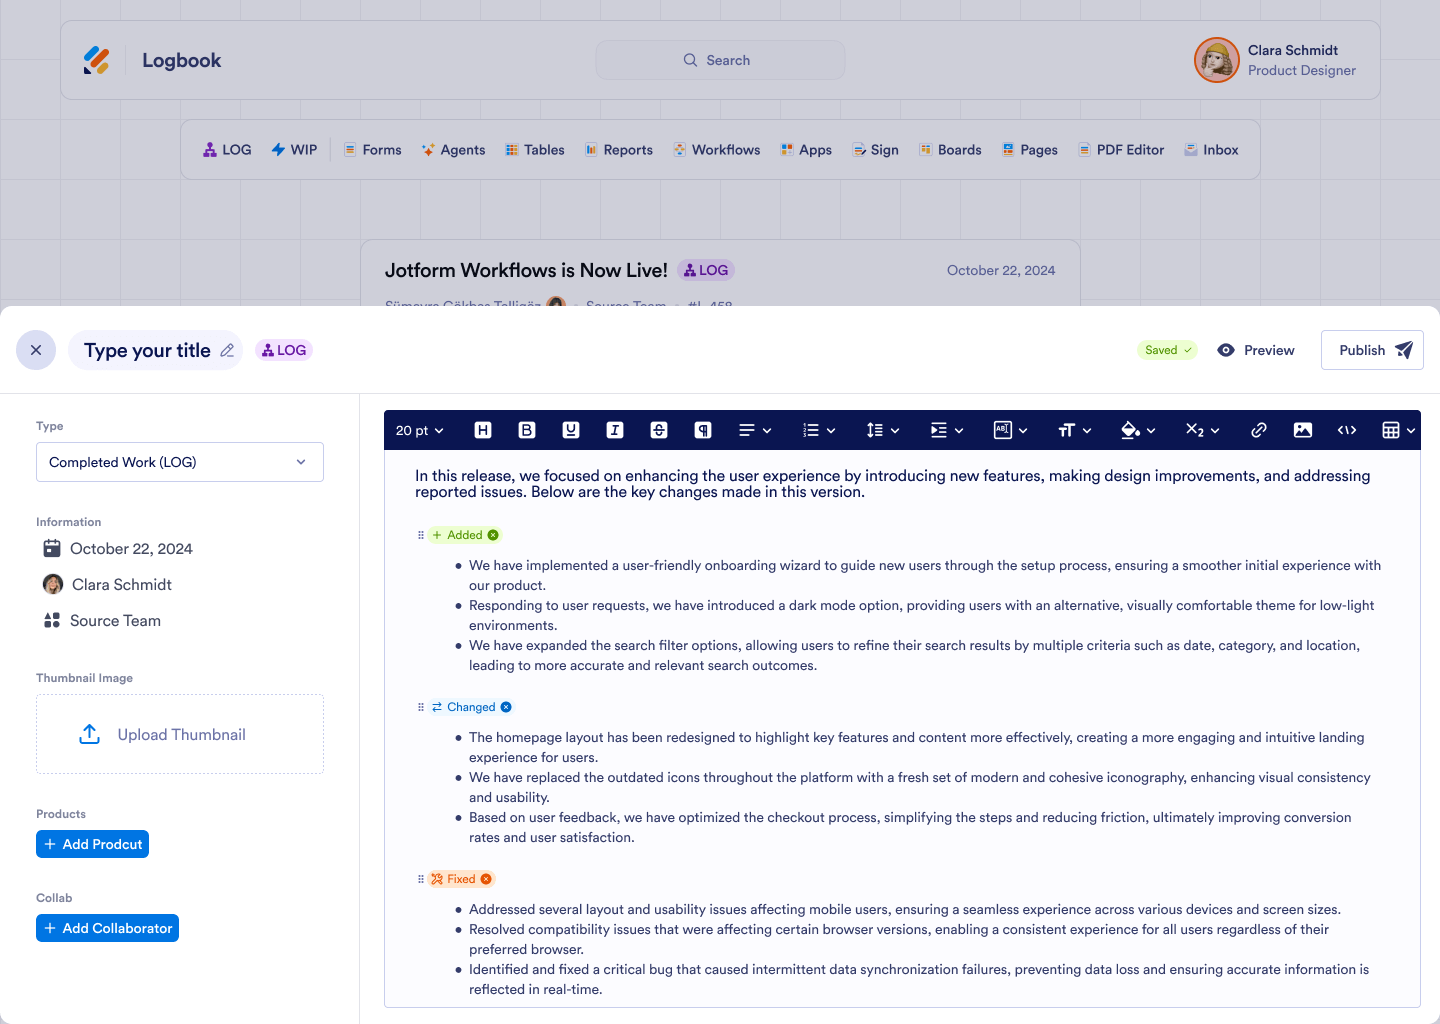 Logbook
Search
Clara Schmidt
Product Designer
LOG
WIP
Forms
Agents
Tables
Reports
Workflows
Apps
Sign
Boards
Pages
PDF Editor
Inbox
Jotform Workflows is Now Live!
LOG
October 22, 2024
Source Team
Type your title
LOG
Saved
Preview
Publish
Type
Completed Work (LOG)
Information
October 22, 2024
Clara Schmidt
Source Team
Thumbnail Image
Upload Thumbnail
Products
+ Add Prodcut
Collab
+ Add Collaborator
20 pt
In this release, we focused on enhancing the user experience by introducing new features, making design improvements, and addressing
reported issues. Below are the key changes made in this version.
+ Added
• We have implemented a user-friendly onboarding wizard to guide new users through the setup process, ensuring a smoother initial experience with
our product.
• Responding to user requests, we have introduced a dark mode option, providing users with an alternative, visually comfortable theme for low-light
environments.
• We have expanded the search filter options, allowing users to refine their search results by multiple criteria such as date, category, and location,
leading to more accurate and relevant search outcomes.
Changed
• The homepage layout has been redesigned to highlight key features and content more effectively, creating a more engaging and intuitive landing
experience for users.
• We have replaced the outdated icons throughout the platform with a fresh set of modern and cohesive iconography, enhancing visual consistency
and usability.
• Based on user feedback, we have optimized the checkout process, simplifying the steps and reducing friction, ultimately improving conversion
rates and user satisfaction.
Fixed
• Addressed several layout and usability issues affecting mobile users, ensuring a seamless experience across various devices and screen sizes.
• Resolved compatibility issues that were affecting certain browser versions, enabling a consistent experience for all users regardless of their
preferred browser.
• Identified and fixed a critical bug that caused intermittent data synchronization failures, preventing data loss and ensuring accurate information is
reflected in real-time.